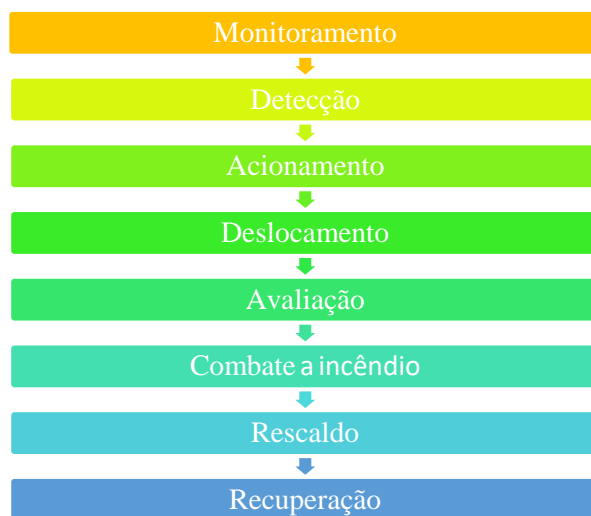 Monitoramento
Detecção
Acionamento
Deslocamento
Avaliação
Combate a incêndio
Rescaldo
Recuperação